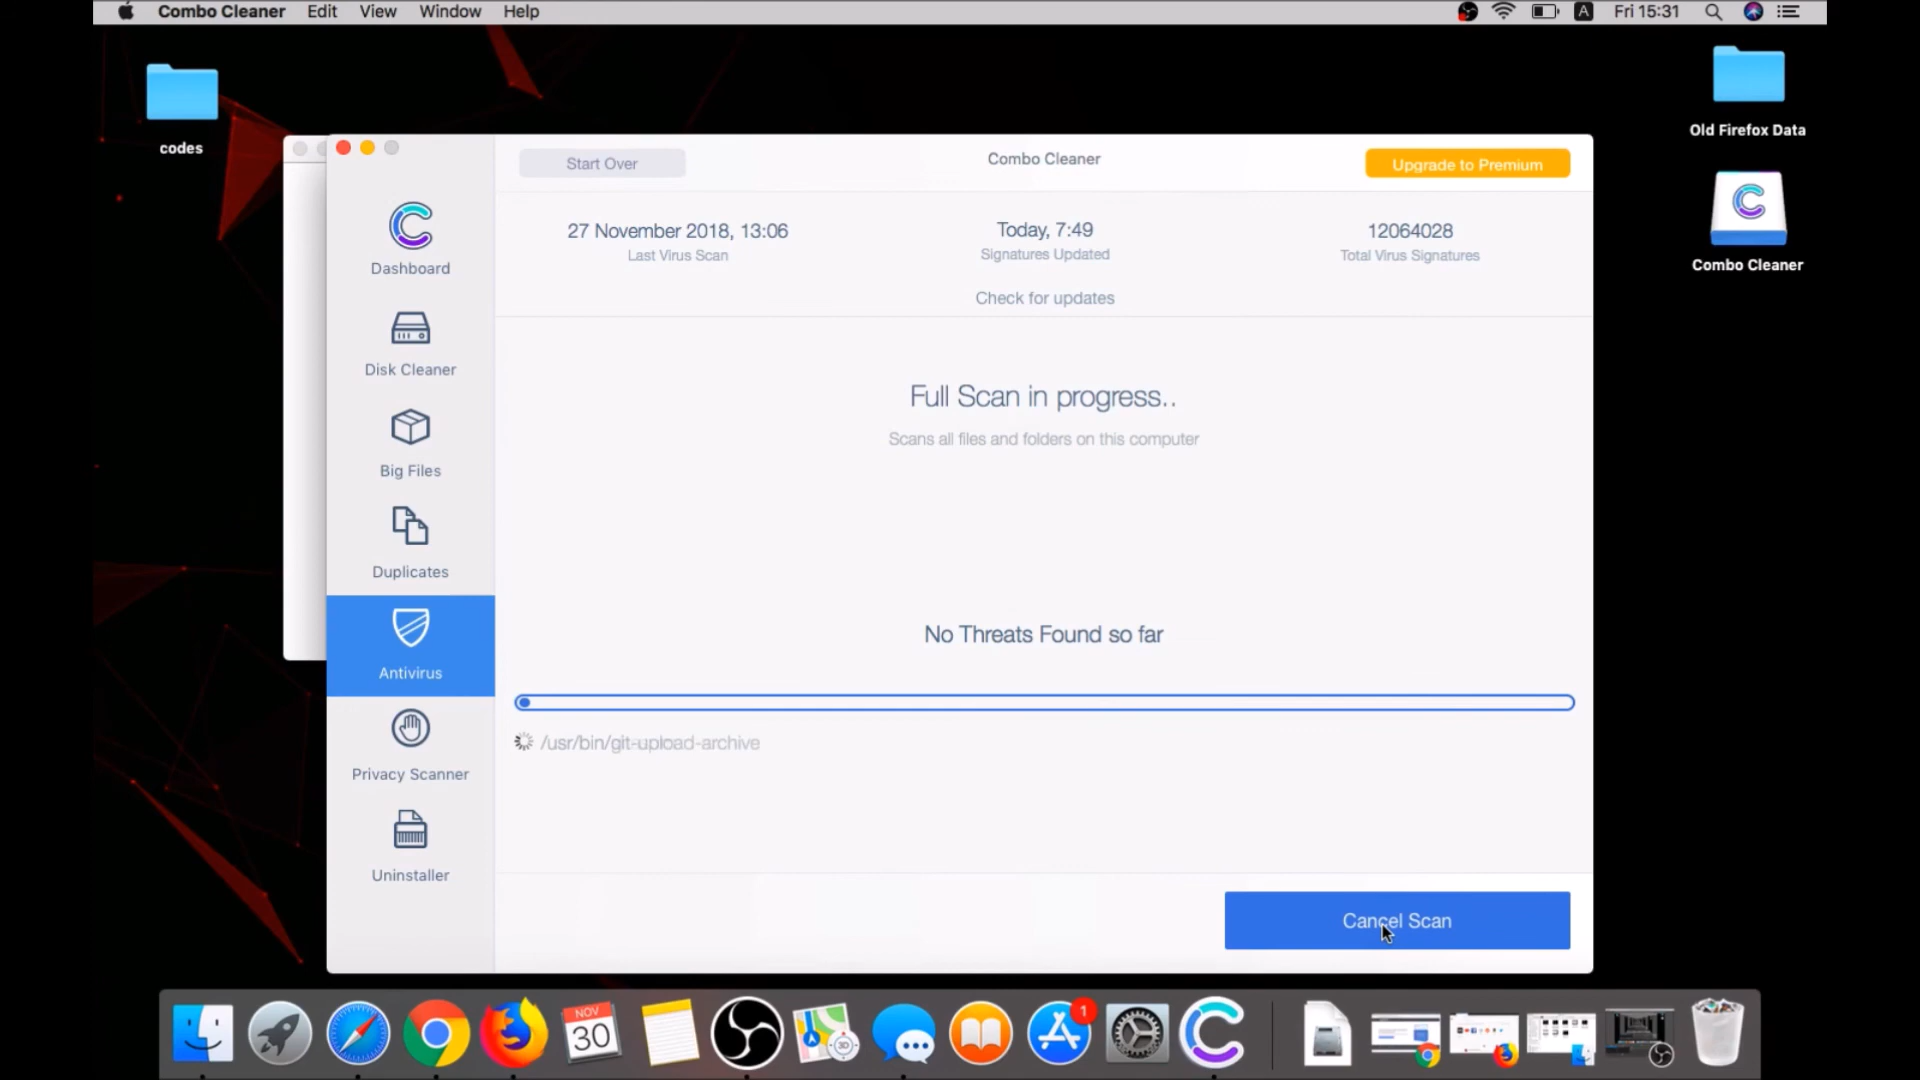 Combo Cleaner Edit View Window Help
A Fri 15:31
codes
Old Firefox Data
Combo Cleaner
Start Over
Combo Cleaner
Upgrade to Premium
27 November 2018, 13:06
Last Virus Scan
Today, 7:49
Signatures Updated
12064028
Total Virus Signatures
Check for updates
Dashboard
Disk Cleaner
Big Files
Duplicates
Antivirus
Privacy Scanner
Uninstaller
Full Scan in progress..
Scans all files and folders on this computer
No Threats Found so far
/usr/bin/git-upload-archive
Cancel Scan
NOV
30
3D
1